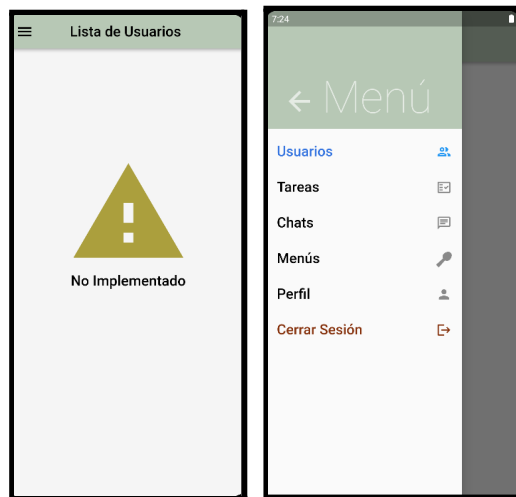 Lista de Usuarios
No Implementado
7:24
Menú
Usuarios
Tareas
Chats
Menús
Perfil
Cerrar Sesión